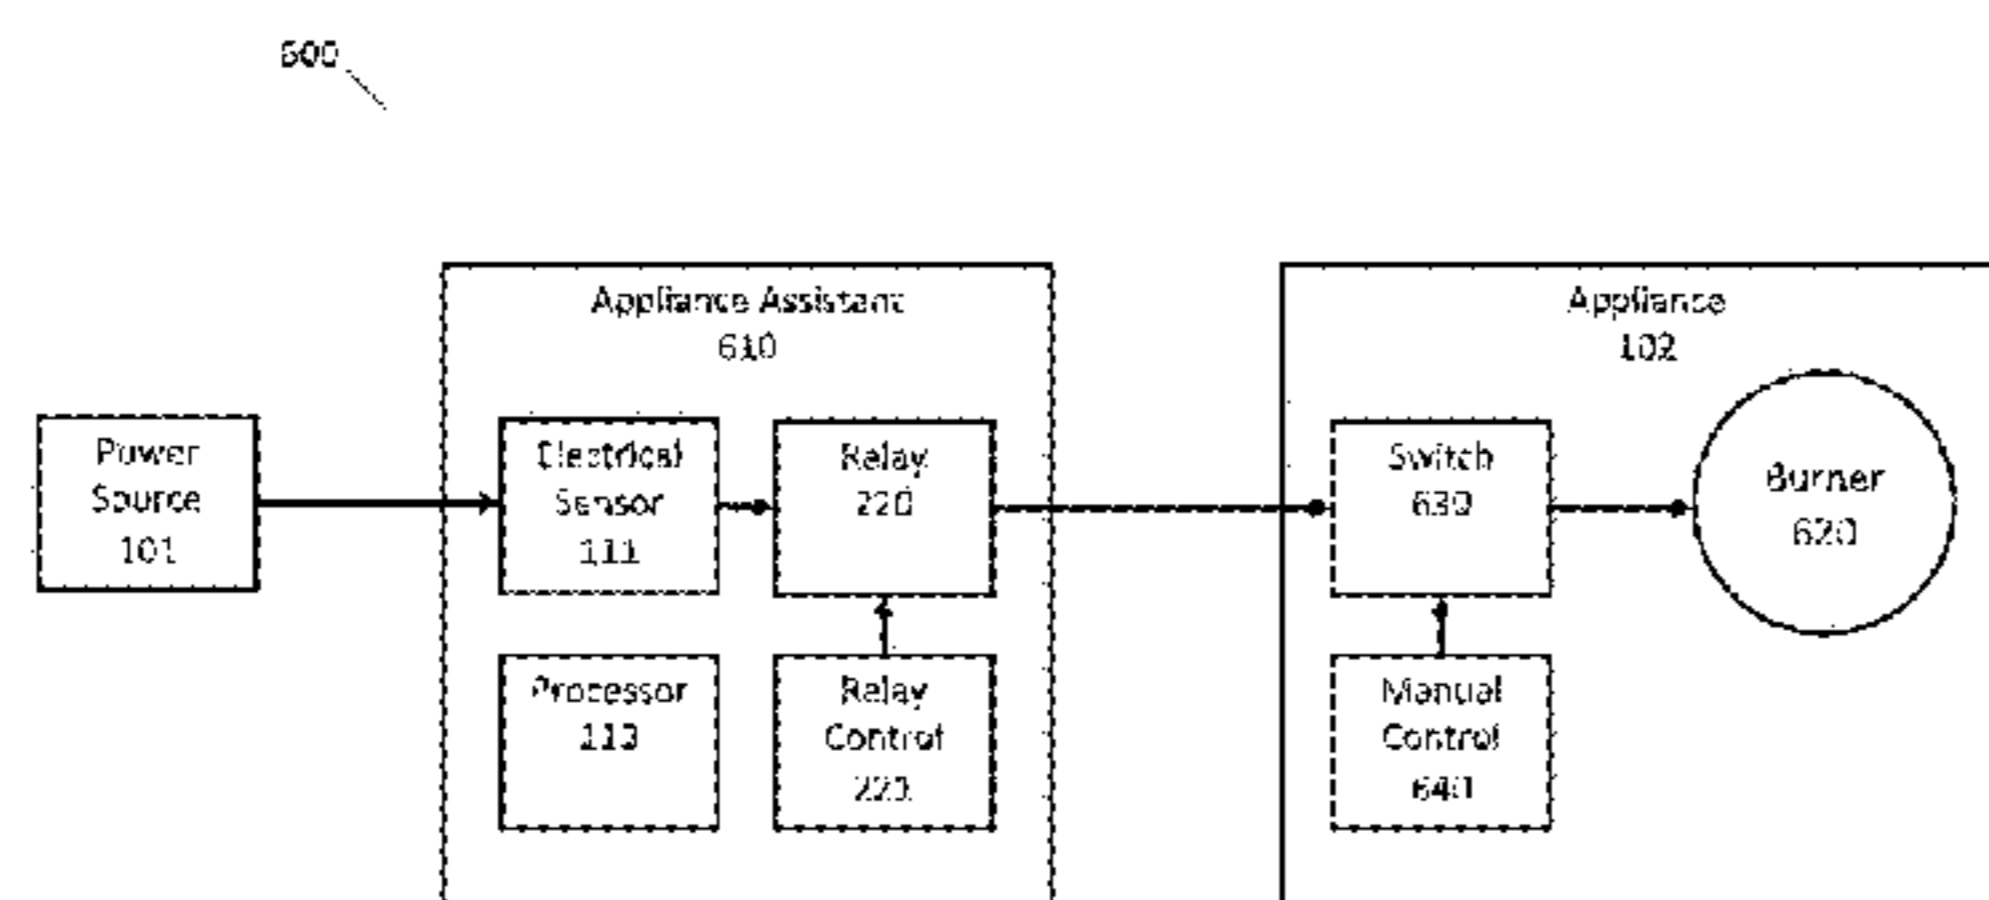 600
Appliance Assistant
610
Appliance
102
Power
Source
101
Electrical
Sensor
111
Relay
220
Switch
630
Burner
620
Processor
113
Relay
Control
221
Manual
Control
640